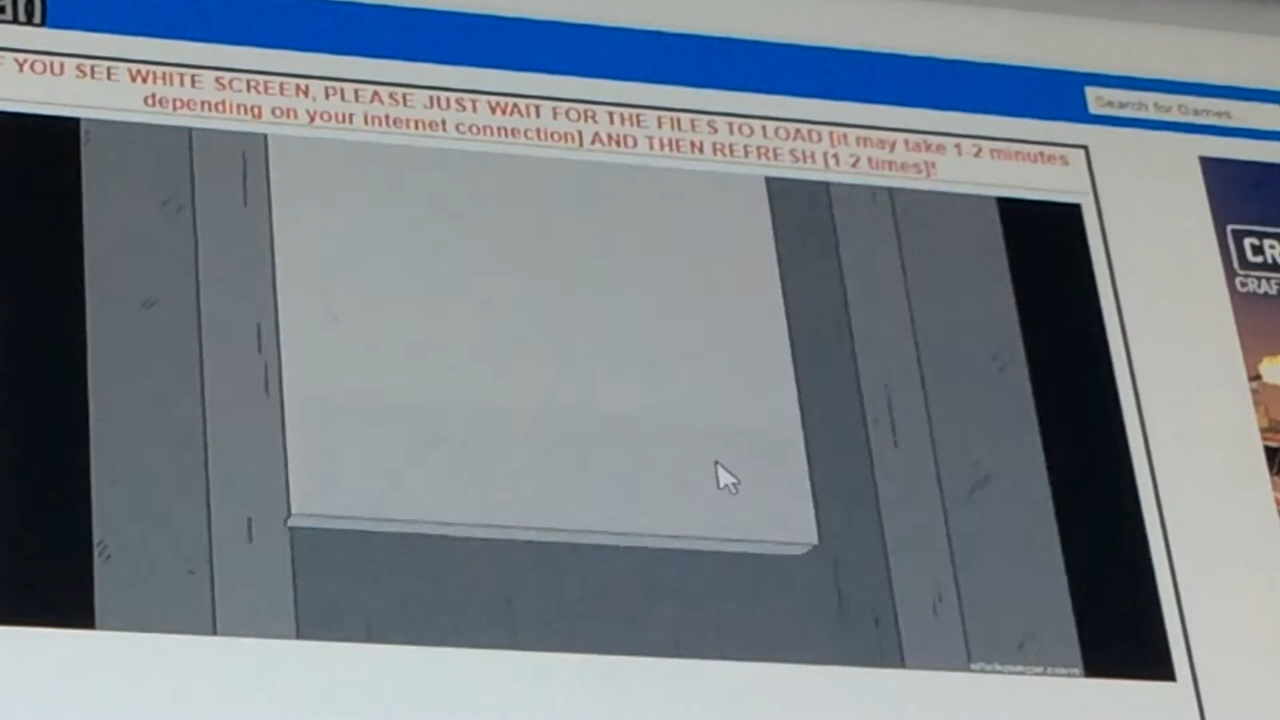 YOU SEE WHITE SCREEN, PLEASE JUST WAIT FOR THE FILES TO LOAD [it may take 1-2 minutes
depending on your internet connection] AND THEN REFRESH [1-2 times]!
Search for Games...
CR
CRAF